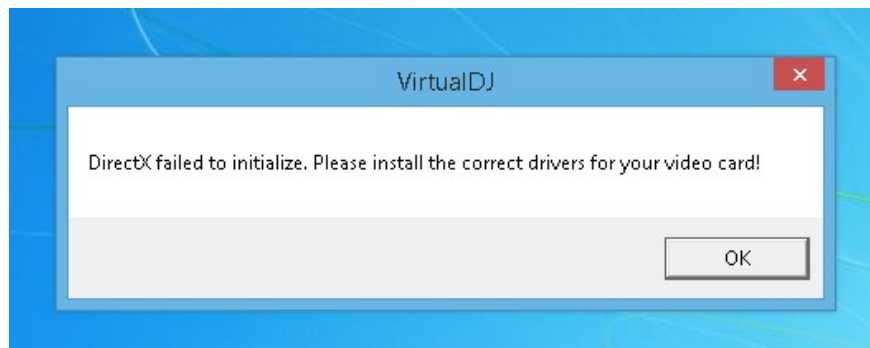 VirtualDJ
DirectX failed to initialize. Please install the correct drivers for your video card!
OK